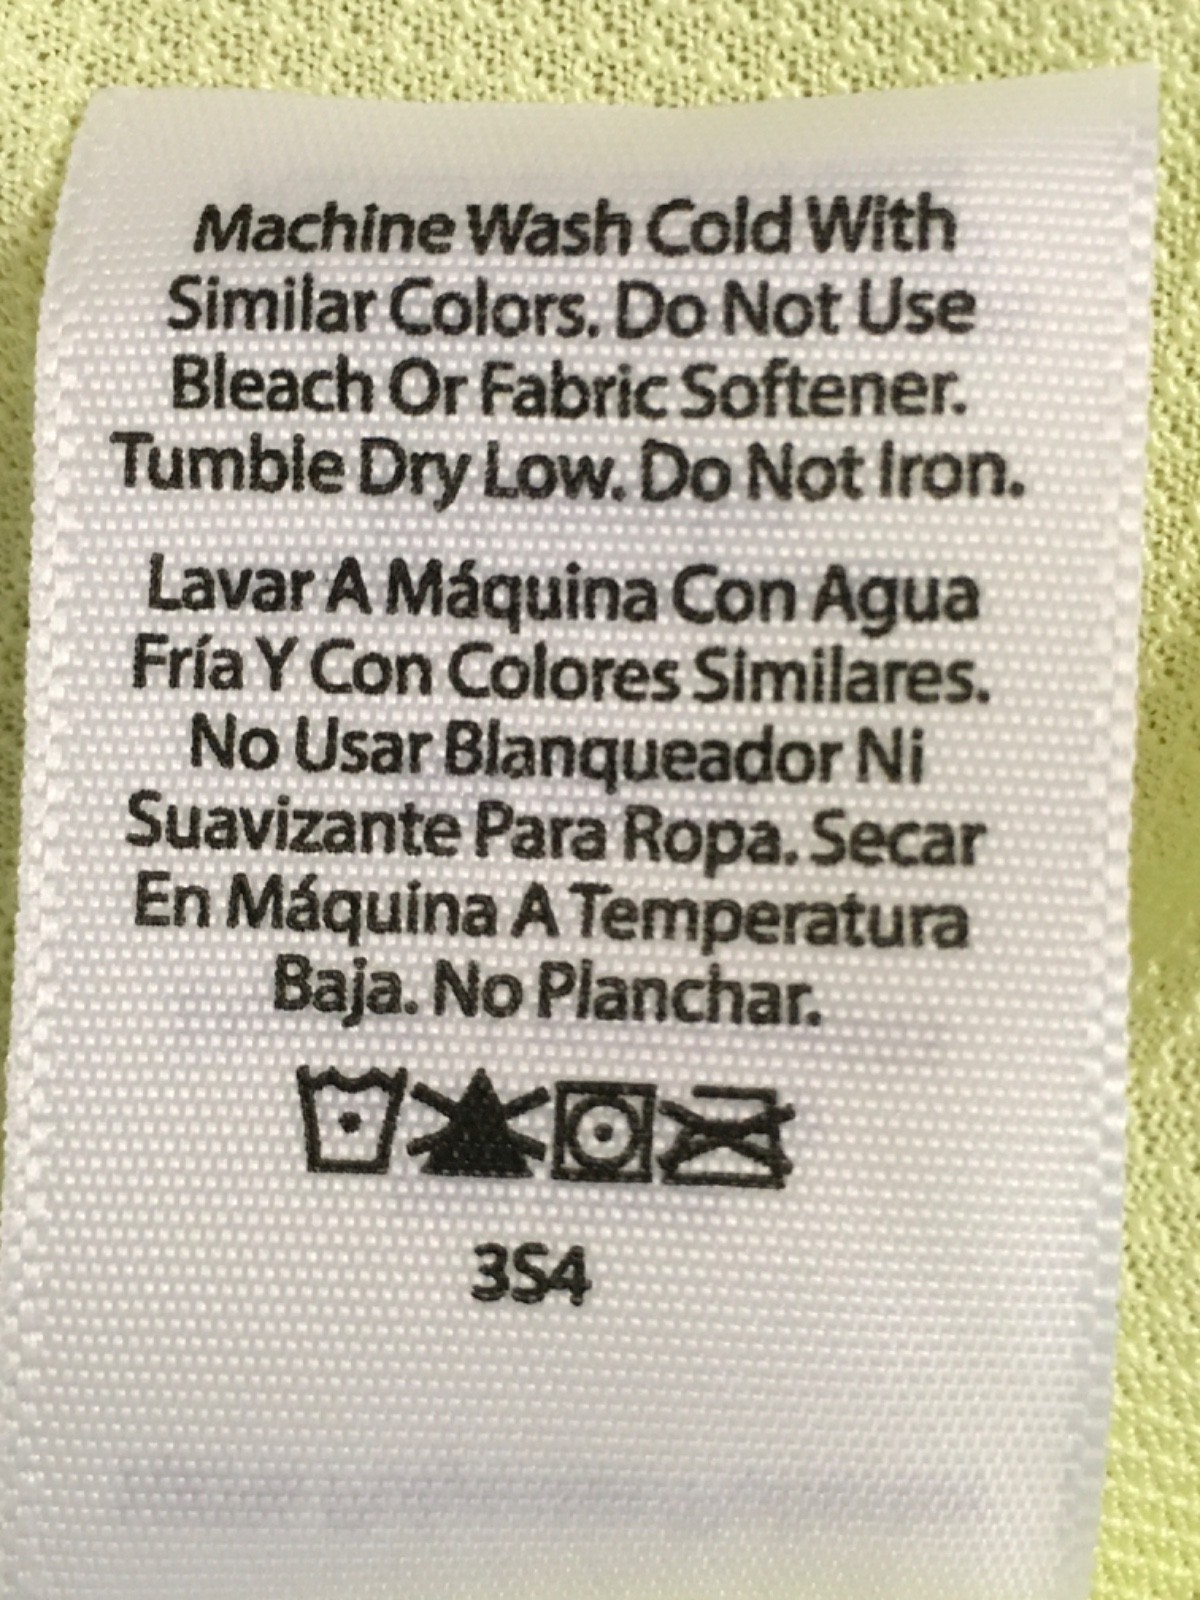 Machine Wash Cold With
Similar Colors. Do Not Use
Bleach Or Fabric Softener.
Tumble Dry Low. Do Not Iron.
Lavar A Máquina Con Agua
Fría Y Con Colores Similares.
No Usar Blanqueador Ni
Suavizante Para Ropa. Secar
En Máquina A Temperatura
Baja. No Planchar.
3S4